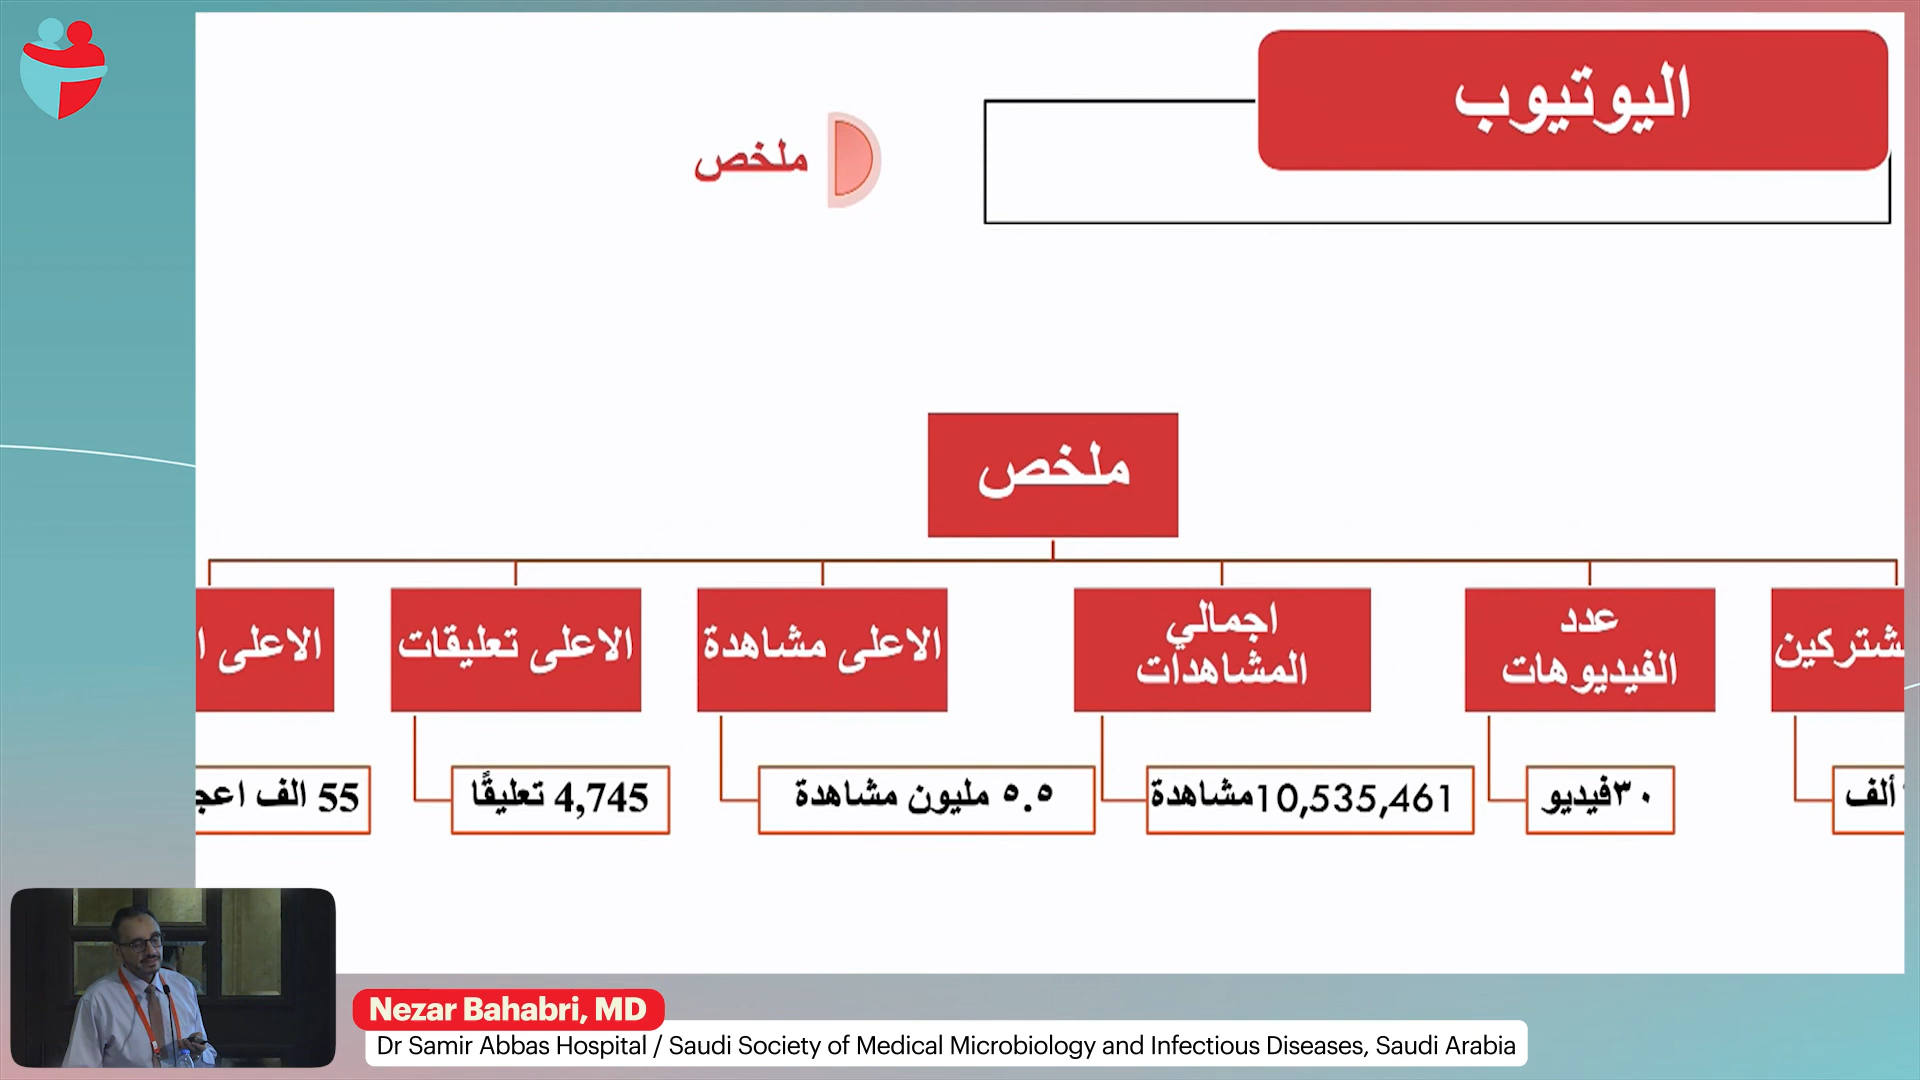 اليوتيوب
ملخص
ملخص
عدد
الفيديوهات
اجمالي
المشاهدات
الاعلى مشاهدة
الاعلى تعليقات
الاعلى
ألف
٣٠فيديو
10,535,461مشاهدة
٥.٥ مليون مشاهدة
4,745 تعليقًا
55 الف
Nezar Bahabri, MD
Dr Samir Abbas Hospital / Saudi Society of Medical Microbiology and Infectious Diseases, Saudi Arabia